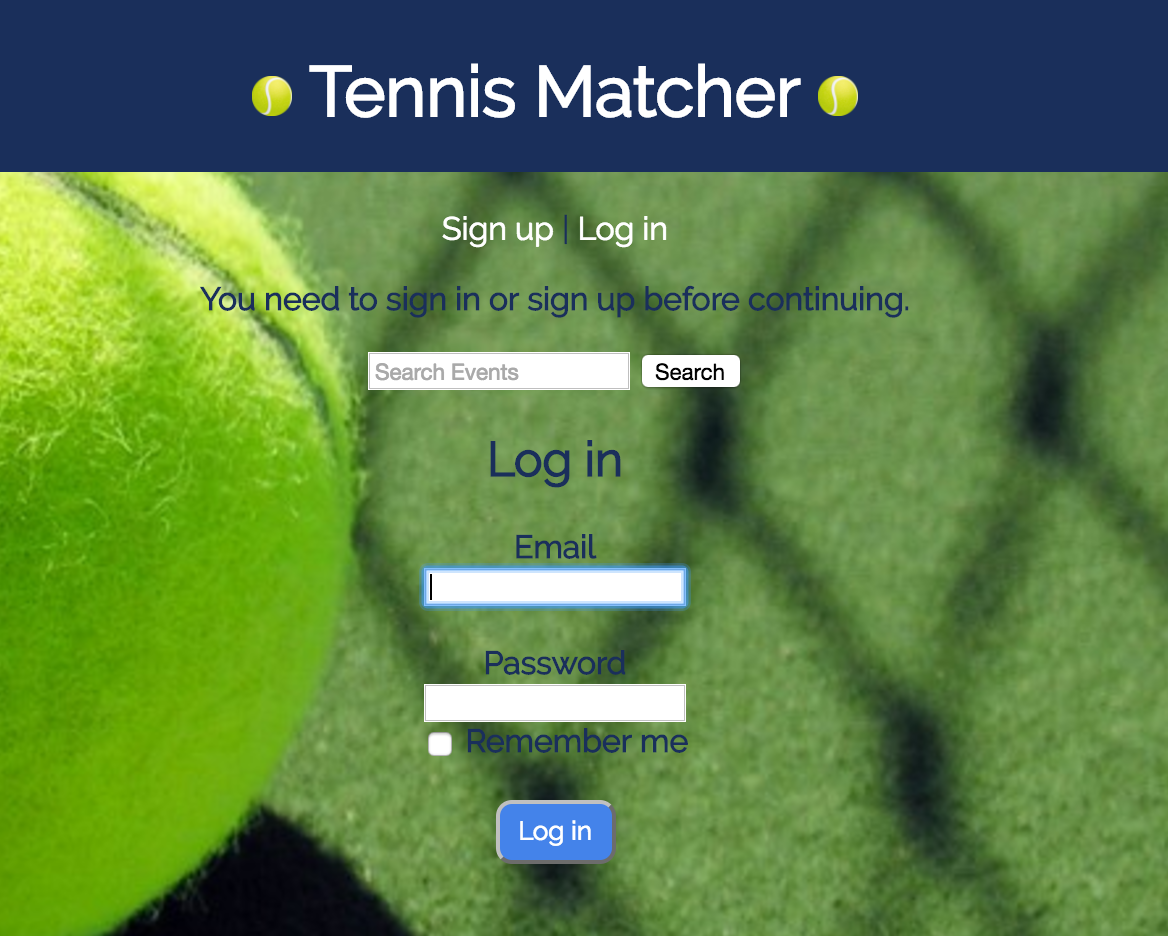 Tennis Matcher
Sign up | Log in
You need to sign in or sign up before continuing.
Search Events Search
Log in
Email
Password
Remember me
Log in